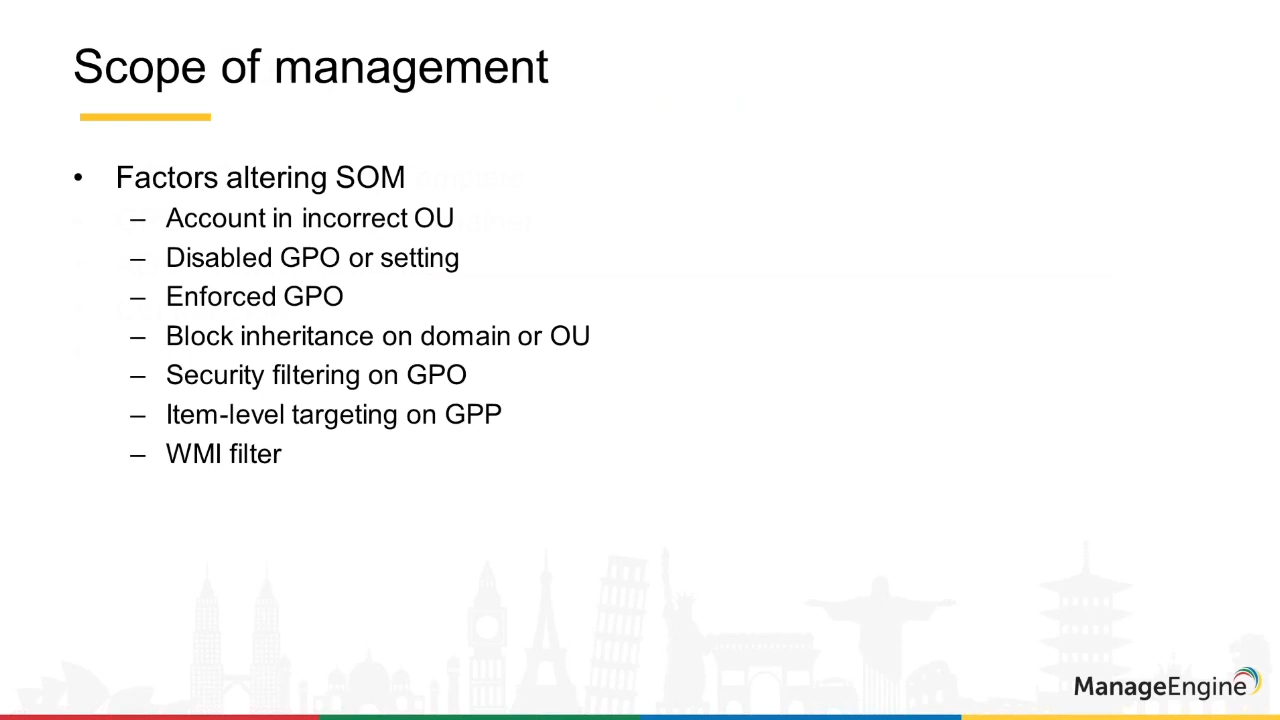 Scope of management
• Factors altering SOM
– Account in incorrect OU
– Disabled GPO or setting
– Enforced GPO
– Block inheritance on domain or OU
– Security filtering on GPO
– Item-level targeting on GPP
– WMI filter
ManageEngine